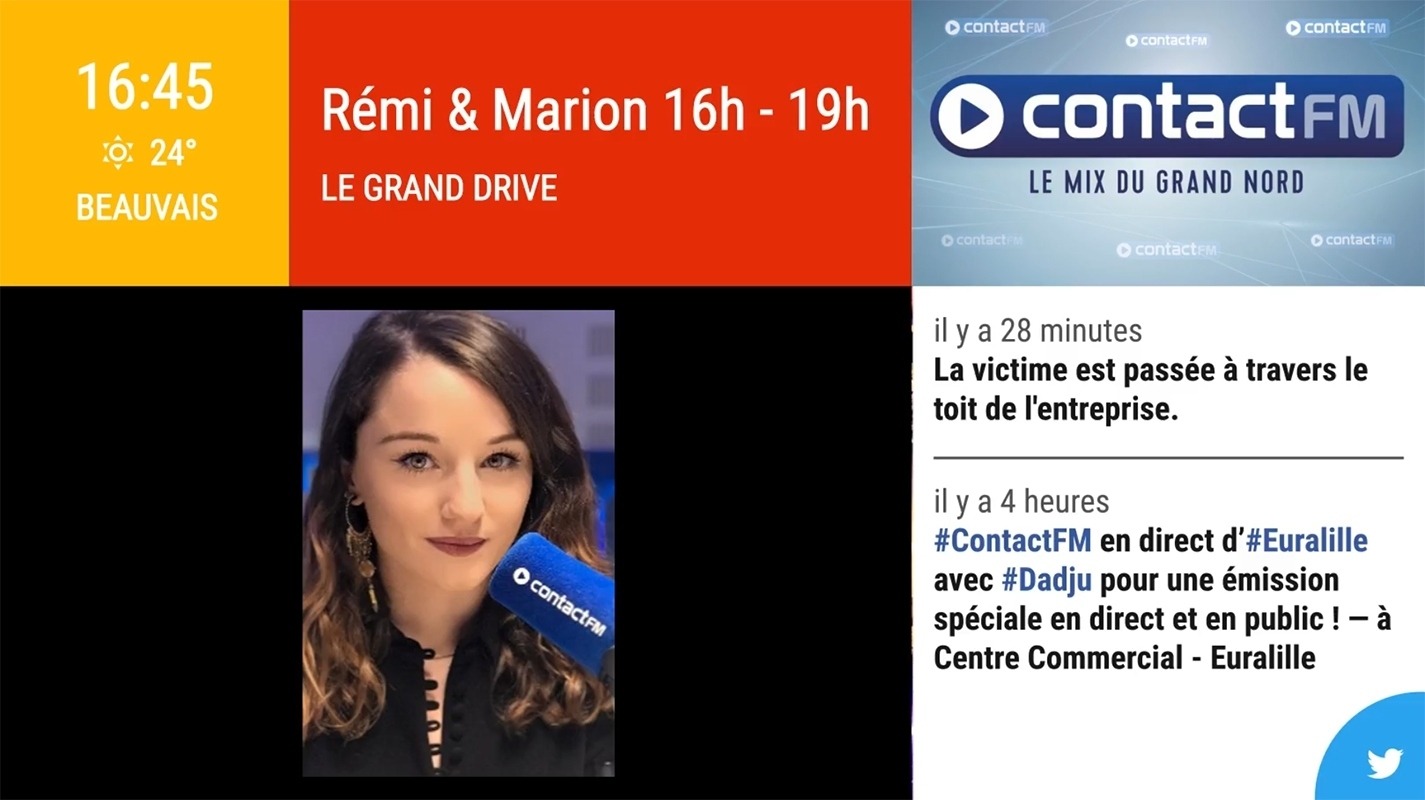 16:45
24°
BEAUVAIS
Rémi & Marion 16h - 19h
LE GRAND DRIVE
contactFM
contactFM
contactFM
contactFM
LE MIX DU GRAND NORD
contactFM
contactFM
contactFM
contactFM
il y a 28 minutes
La victime est passée à travers le
toit de l'entreprise.
il y a 4 heures
#ContactFM en direct d’#Euralille
avec #Dadju pour une émission
spéciale en direct et en public ! — à
Centre Commercial - Euralille